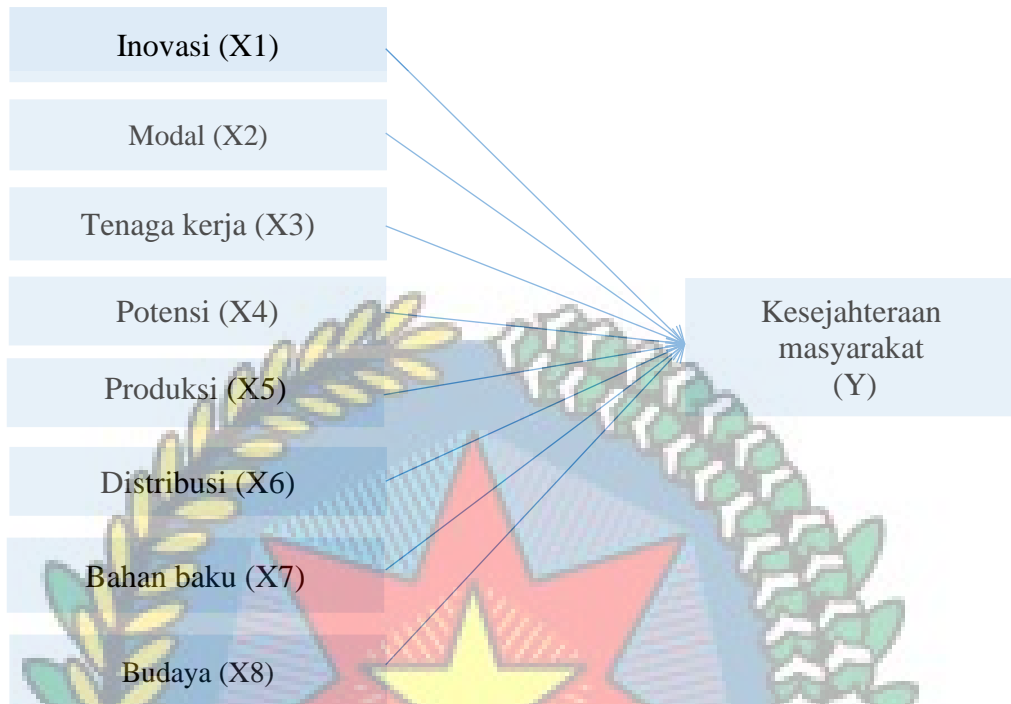 Inovasi (X1)
Modal (X2)
Tenaga kerja (X3)
Potensi (X4)
Produksi (X5)
Distribusi (X6)
Bahan baku (X7)
Budaya (X8)
Kesejahteraan
masyarakat
(Y)